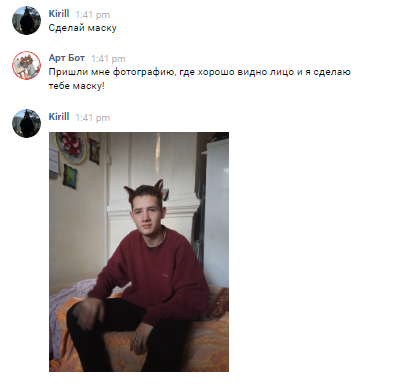 Kirill 1:41 pm
Сделай маску
Арт Бот 1:41 pm
Пришли мне фотографию, где хорошо видно лицо и я сделаю
тебе маску!
Kirill 1:41 pm